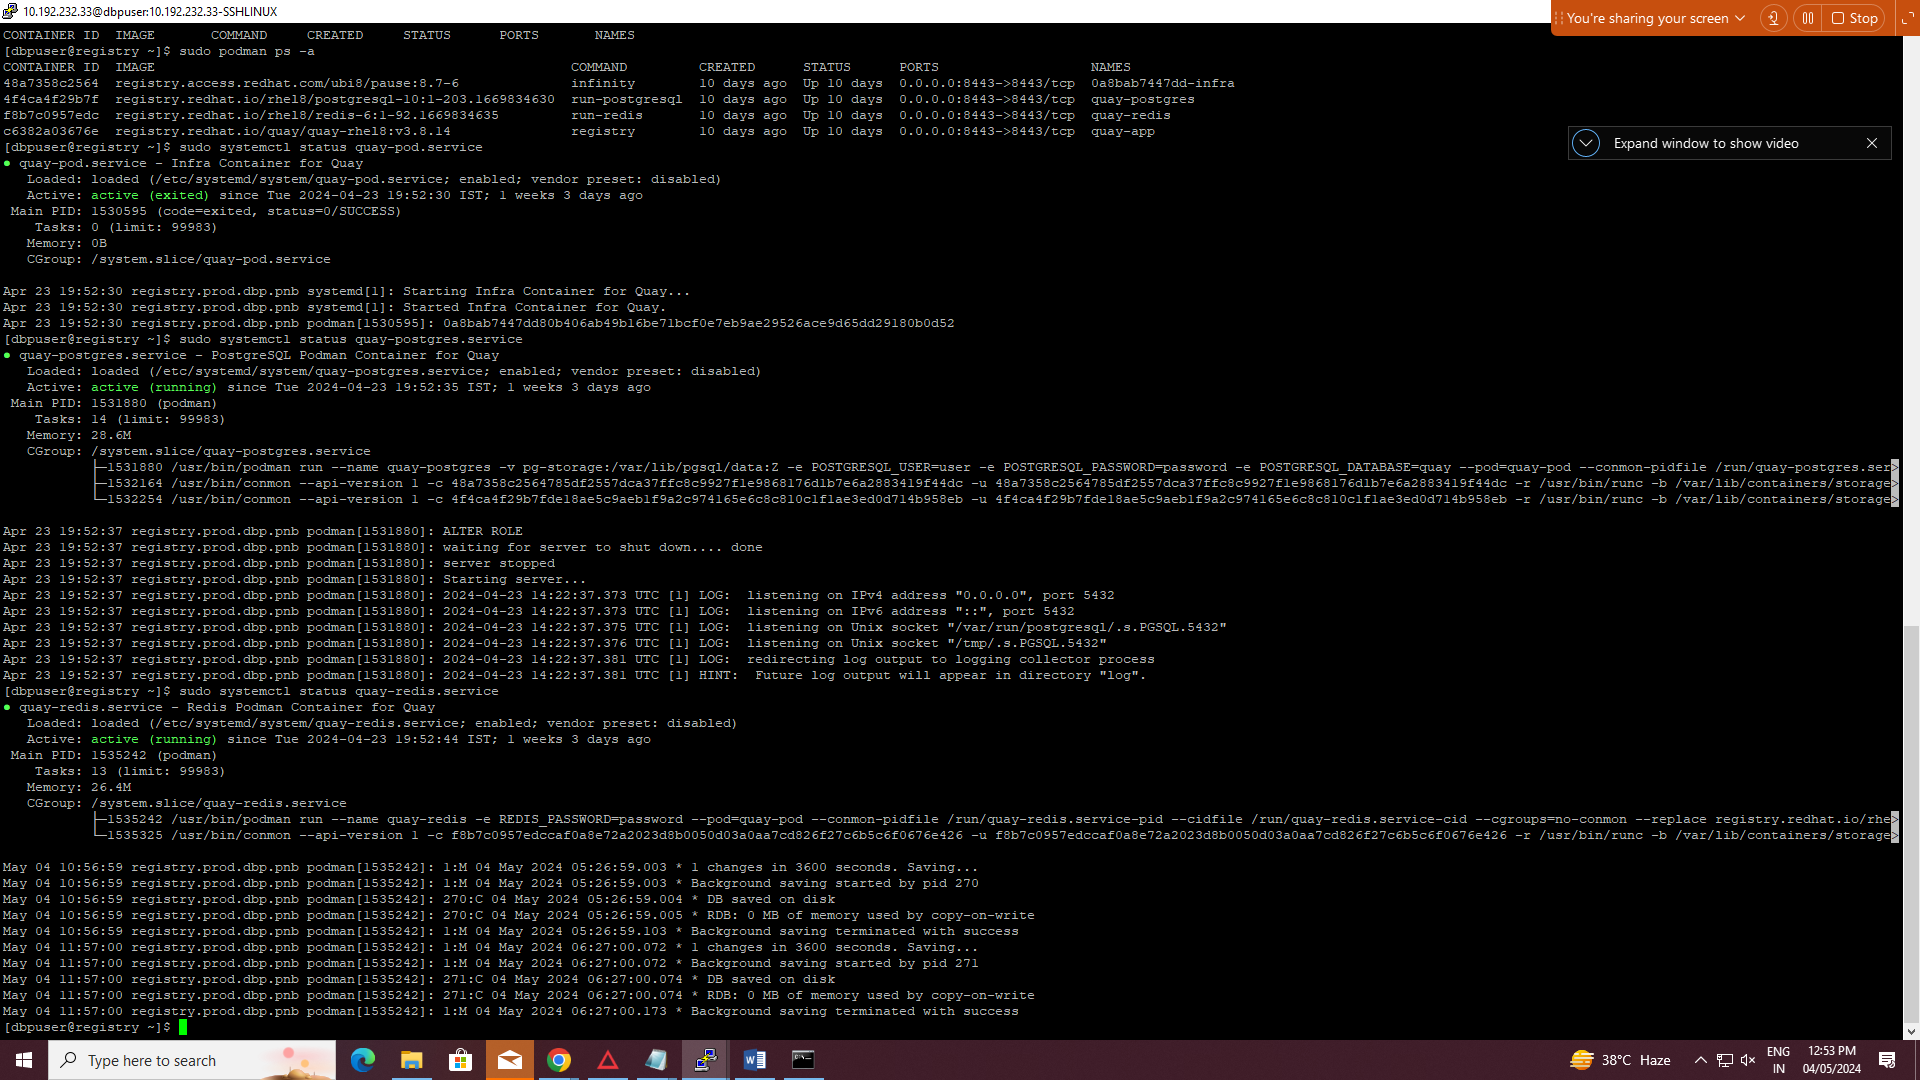 10.192.232.33@dbpuser:10.192.232.33-SSHLINUX
You're sharing your screen
Stop
CONTAINER ID  IMAGE       COMMAND     CREATED     STATUS      PORTS       NAMES
[dbpuser@registry ~]$ sudo podman ps -a
CONTAINER ID  IMAGE                                                    COMMAND         CREATED      STATUS      PORTS                   NAMES
48a7358c2564  registry.access.redhat.com/ubi8/pause:8.7-6              infinity        10 days ago  Up 10 days  0.0.0.0:8443->8443/tcp  0a8bab7447dd-infra
4f4ca4f29b7f  registry.redhat.io/rhel8/postgresql-10:1-203.1669834630  run-postgresql  10 days ago  Up 10 days  0.0.0.0:8443->8443/tcp  quay-postgres
f8b7c0957edc  registry.redhat.io/rhel8/redis-6:1-92.1669834635         run-redis       10 days ago  Up 10 days  0.0.0.0:8443->8443/tcp  quay-redis
c6382a03676e  registry.redhat.io/quay/quay-rhel8:v3.8.14               registry        10 days ago  Up 10 days  0.0.0.0:8443->8443/tcp  quay-app
Expand window to show video
[dbpuser@registry ~]$ sudo systemctl status quay-pod.service
● quay-pod.service - Infra Container for Quay
   Loaded: loaded (/etc/systemd/system/quay-pod.service; enabled; vendor preset: disabled)
   Active: active (exited) since Tue 2024-04-23 19:52:30 IST; 1 weeks 3 days ago
 Main PID: 1530595 (code=exited, status=0/SUCCESS)
    Tasks: 0 (limit: 99983)
   Memory: 0B
   CGroup: /system.slice/quay-pod.service
Apr 23 19:52:30 registry.prod.dbp.pnb systemd[1]: Starting Infra Container for Quay...
Apr 23 19:52:30 registry.prod.dbp.pnb systemd[1]: Started Infra Container for Quay.
Apr 23 19:52:30 registry.prod.dbp.pnb podman[1530595]: 0a8bab7447dd80b406ab49b16be71bcf0e7eb9ae29526ace9d65dd29180b0d52
[dbpuser@registry ~]$ sudo systemctl status quay-postgres.service
● quay-postgres.service - PostgreSQL Podman Container for Quay
   Loaded: loaded (/etc/systemd/system/quay-postgres.service; enabled; vendor preset: disabled)
   Active: active (running) since Tue 2024-04-23 19:52:35 IST; 1 weeks 3 days ago
 Main PID: 1531880 (podman)
    Tasks: 14 (limit: 99983)
   Memory: 28.6M
   CGroup: /system.slice/quay-postgres.service
           ├─1531880 /usr/bin/podman run --name quay-postgres -v pg-storage:/var/lib/pgsql/data:Z -e POSTGRESQL_USER=user -e POSTGRESQL_PASSWORD=password -e POSTGRESQL_DATABASE=quay --pod=quay-pod --conmon-pidfile /run/quay-postgres.ser>
           ├─1532164 /usr/bin/conmon --api-version 1 -c 48a7358c2564785df2557dca37ffc8c9927f1e9868176d1b7e6a2883419f44dc -u 48a7358c2564785df2557dca37ffc8c9927f1e9868176d1b7e6a2883419f44dc -r /usr/bin/runc -b /var/lib/containers/storage>
           └─1532254 /usr/bin/conmon --api-version 1 -c 4f4ca4f29b7fde18ae5c9aeb1f9a2c974165e6c8c810c1f1ae3ed0d714b958eb -u 4f4ca4f29b7fde18ae5c9aeb1f9a2c974165e6c8c810c1f1ae3ed0d714b958eb -r /usr/bin/runc -b /var/lib/containers/storage>
Apr 23 19:52:37 registry.prod.dbp.pnb podman[1531880]: ALTER ROLE
Apr 23 19:52:37 registry.prod.dbp.pnb podman[1531880]: waiting for server to shut down.... done
Apr 23 19:52:37 registry.prod.dbp.pnb podman[1531880]: server stopped
Apr 23 19:52:37 registry.prod.dbp.pnb podman[1531880]: Starting server...
Apr 23 19:52:37 registry.prod.dbp.pnb podman[1531880]: 2024-04-23 14:22:37.373 UTC [1] LOG:  listening on IPv4 address "0.0.0.0", port 5432
Apr 23 19:52:37 registry.prod.dbp.pnb podman[1531880]: 2024-04-23 14:22:37.373 UTC [1] LOG:  listening on IPv6 address "::", port 5432
Apr 23 19:52:37 registry.prod.dbp.pnb podman[1531880]: 2024-04-23 14:22:37.375 UTC [1] LOG:  listening on Unix socket "/var/run/postgresql/.s.PGSQL.5432"
Apr 23 19:52:37 registry.prod.dbp.pnb podman[1531880]: 2024-04-23 14:22:37.376 UTC [1] LOG:  listening on Unix socket "/tmp/.s.PGSQL.5432"
Apr 23 19:52:37 registry.prod.dbp.pnb podman[1531880]: 2024-04-23 14:22:37.381 UTC [1] LOG:  redirecting log output to logging collector process
Apr 23 19:52:37 registry.prod.dbp.pnb podman[1531880]: 2024-04-23 14:22:37.381 UTC [1] HINT:  Future log output will appear in directory "log".
[dbpuser@registry ~]$ sudo systemctl status quay-redis.service
● quay-redis.service - Redis Podman Container for Quay
   Loaded: loaded (/etc/systemd/system/quay-redis.service; enabled; vendor preset: disabled)
   Active: active (running) since Tue 2024-04-23 19:52:44 IST; 1 weeks 3 days ago
 Main PID: 1535242 (podman)
    Tasks: 13 (limit: 99983)
   Memory: 26.4M
   CGroup: /system.slice/quay-redis.service
           ├─1535242 /usr/bin/podman run --name quay-redis -e REDIS_PASSWORD=password --pod=quay-pod --conmon-pidfile /run/quay-redis.service-pid --cidfile /run/quay-redis.service-cid --cgroups=no-conmon --replace registry.redhat.io/rhe>
           └─1535325 /usr/bin/conmon --api-version 1 -c f8b7c0957edccaf0a8e72a2023d8b0050d03a0aa7cd826f27c6b5c6f0676e426 -u f8b7c0957edccaf0a8e72a2023d8b0050d03a0aa7cd826f27c6b5c6f0676e426 -r /usr/bin/runc -b /var/lib/containers/storage>
May 04 10:56:59 registry.prod.dbp.pnb podman[1535242]: 1:M 04 May 2024 05:26:59.003 * 1 changes in 3600 seconds. Saving...
May 04 10:56:59 registry.prod.dbp.pnb podman[1535242]: 1:M 04 May 2024 05:26:59.003 * Background saving started by pid 270
May 04 10:56:59 registry.prod.dbp.pnb podman[1535242]: 270:C 04 May 2024 05:26:59.004 * DB saved on disk
May 04 10:56:59 registry.prod.dbp.pnb podman[1535242]: 270:C 04 May 2024 05:26:59.005 * RDB: 0 MB of memory used by copy-on-write
May 04 10:56:59 registry.prod.dbp.pnb podman[1535242]: 1:M 04 May 2024 05:26:59.103 * Background saving terminated with success
May 04 11:57:00 registry.prod.dbp.pnb podman[1535242]: 1:M 04 May 2024 06:27:00.072 * 1 changes in 3600 seconds. Saving...
May 04 11:57:00 registry.prod.dbp.pnb podman[1535242]: 1:M 04 May 2024 06:27:00.072 * Background saving started by pid 271
May 04 11:57:00 registry.prod.dbp.pnb podman[1535242]: 271:C 04 May 2024 06:27:00.074 * DB saved on disk
May 04 11:57:00 registry.prod.dbp.pnb podman[1535242]: 271:C 04 May 2024 06:27:00.074 * RDB: 0 MB of memory used by copy-on-write
May 04 11:57:00 registry.prod.dbp.pnb podman[1535242]: 1:M 04 May 2024 06:27:00.173 * Background saving terminated with success
[dbpuser@registry ~]$
Type here to search
38°C Haze
ENG
IN
12:53 PM
04/05/2024